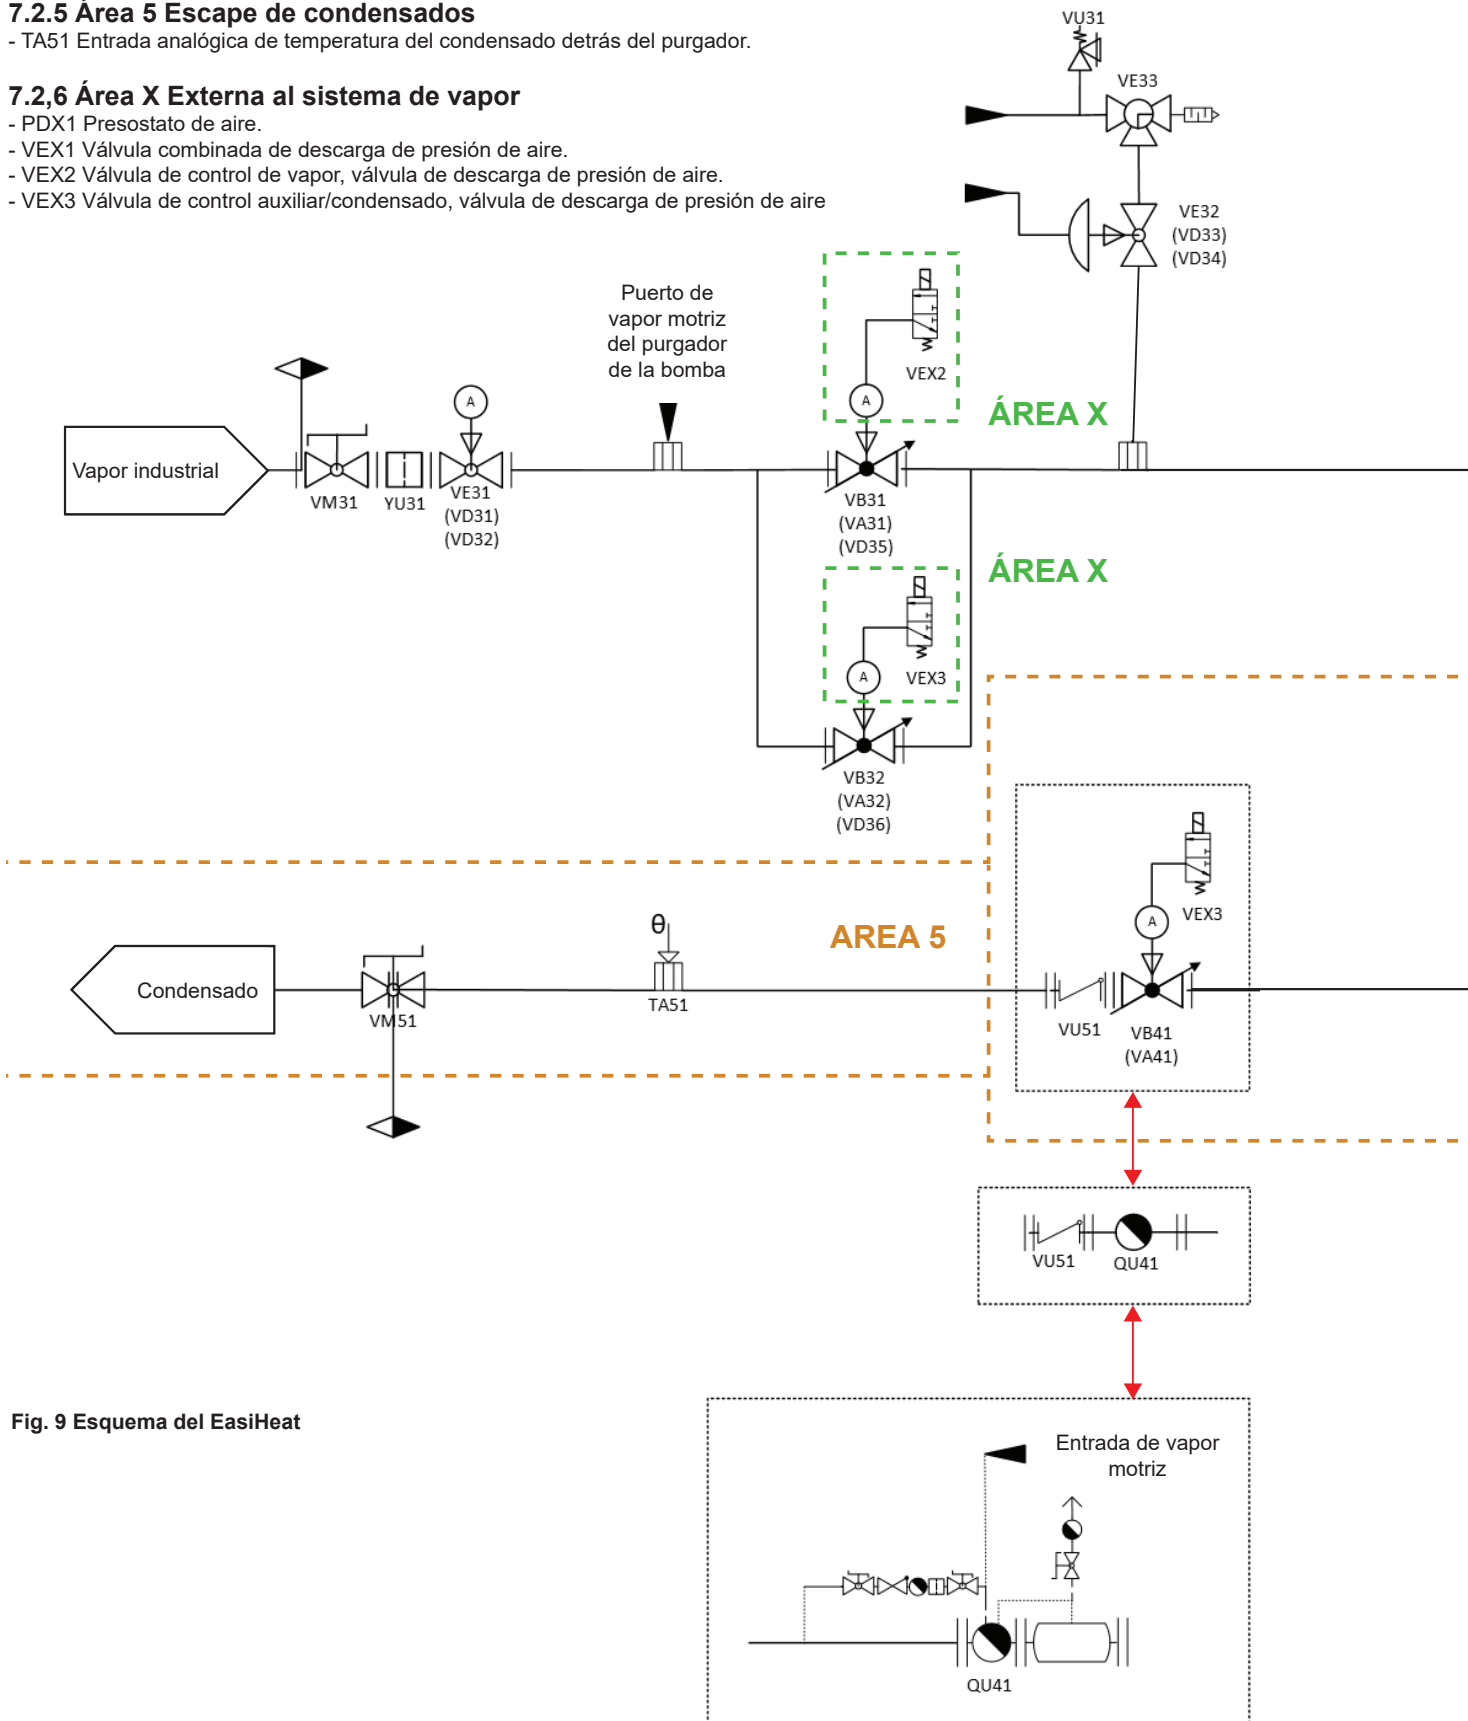 7.2.5 Área 5 Escape de condensados
- TA51 Entrada analógica de temperatura del condensado detrás del purgador.
7.2,6 Área X Externa al sistema de vapor
- PDX1 Presostato de aire.
- VEX1 Válvula combinada de descarga de presión de aire.
- VEX2 Válvula de control de vapor, válvula de descarga de presión de aire.
- VEX3 Válvula de control auxiliar/condensado, válvula de descarga de presión de aire
VU31
VE33
VE32
(VD33)
(VD34)
Puerto de
vapor motriz
del purgador
de la bomba
VEX2
A
A
ÁREA X
Vapor industrial
VM31
YU31
VE31
(VD31)
(VD32)
VB31
(VA31)
(VD35)
ÁREA X
A
VEX3
VB32
(VA32)
(VD36)
VEX3
A
θ
AREA 5
Condensado
VM51
TA51
VU51
VB41
(VA41)
VU51
QU41
Fig. 9 Esquema del EasiHeat
Entrada de vapor
motriz
QU41